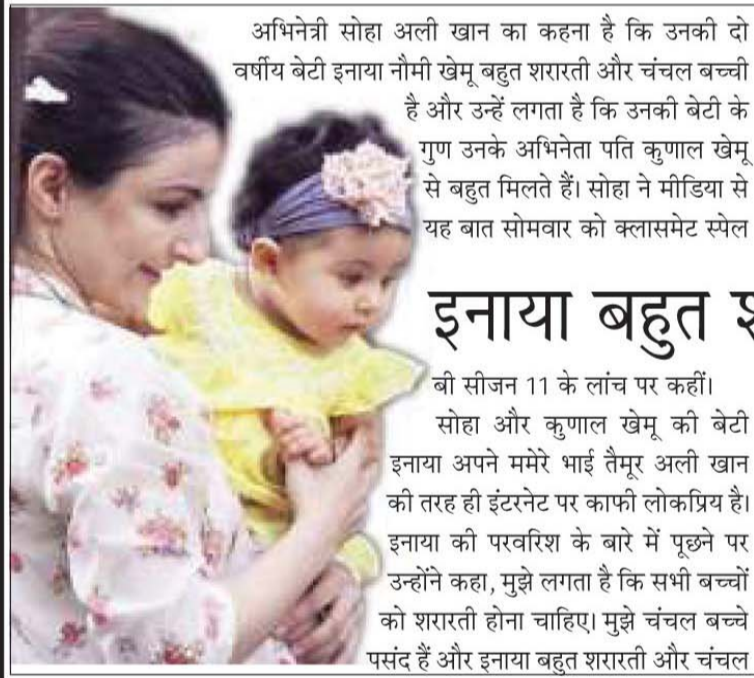 अभिनेत्री सोहा अली खान का कहना है कि उनकी दो
वर्षीय बेटी इनाया नौमी खेमू बहुत शरारती और चंचल बच्ची
है और उन्हें लगता है कि उनकी बेटी के
गुण उनके अभिनेता पति कुणाल खेमू
से बहुत मिलते हैं। सोहा ने मीडिया से
यह बात सोमवार को क्लासमेट स्पेल
इनाया बहुत
बी सीजन 11 के लांच पर कहीं।
सोहा और कुणाल खेमू की बेटी
इनाया अपने ममेरे भाई तैमूर अली खान
की तरह ही इंटरनेट पर काफी लोकप्रिय है।
इनाया की परवरिश के बारे में पूछने पर
उन्होंने कहा, मुझे लगता है कि सभी बच्चों
को शरारती होना चाहिए। मुझे चंचल बच्चे
पसंद हैं और इनाया बहुत शरारती और चंचल